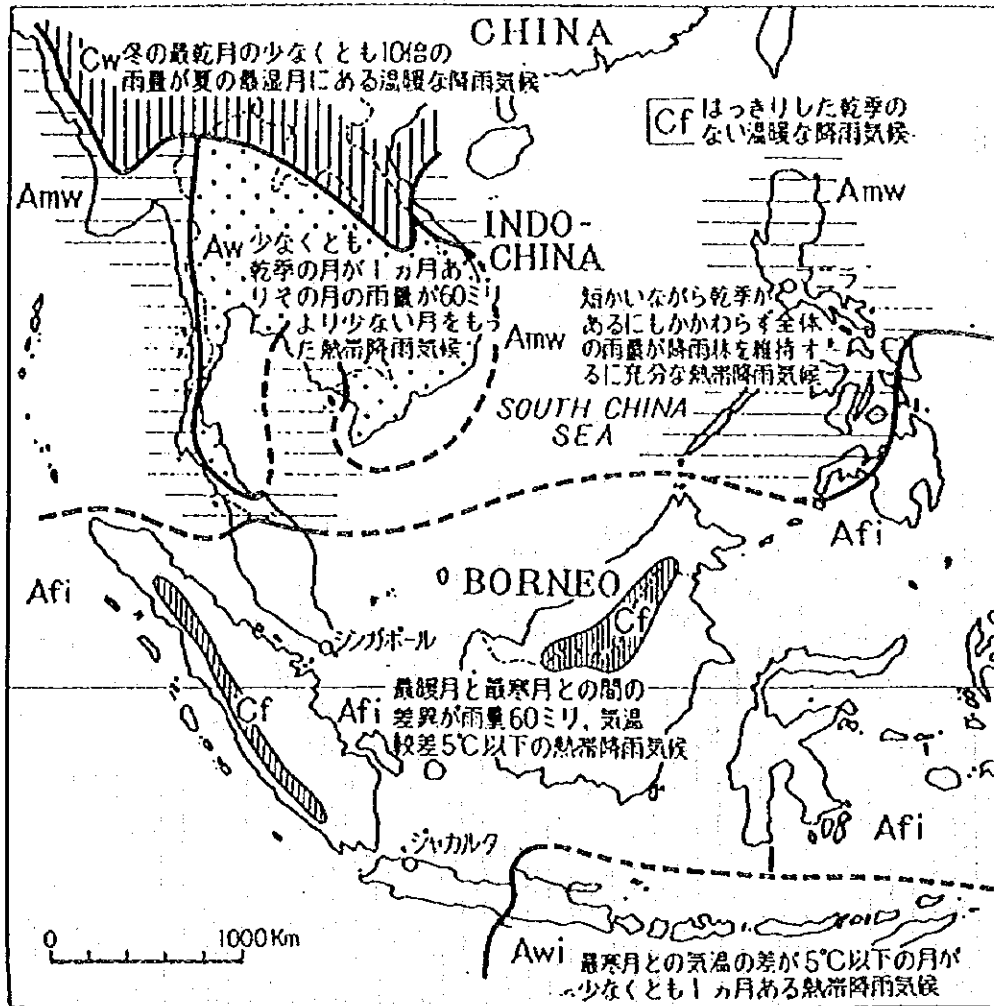 CHINA
Cw 冬の最乾月の少なくとも10倍の
雨量が夏の最湿月にある温暖な降雨気候
Cf はっきりした乾季の
ない温暖な降雨気候
Amw
Amw
INDO-
CHINA
Aw 少なくとも
乾季の月が1ヵ月あ
りその月の雨量が60ミリ
より少ない月をもっ
た熱帯降雨気候
Amw
短かいながら乾季が
あるにもかかわらず全体
の雨量が降雨林を維持す
るに充分な熱帯降雨気候
SOUTH CHINA
SEA
Afi
Afi
BORNEO
Cf
シンガポール
Cf
Afi
最暖月と最寒月との間の
差異が雨量60ミリ、気温
較差5℃以下の熱帯降雨気候
Afi
ジャカルタ
0 1000Km
Awi
最寒月との気温の差が5℃以下の月が
少なくとも1ヵ月ある熱帯降雨気候